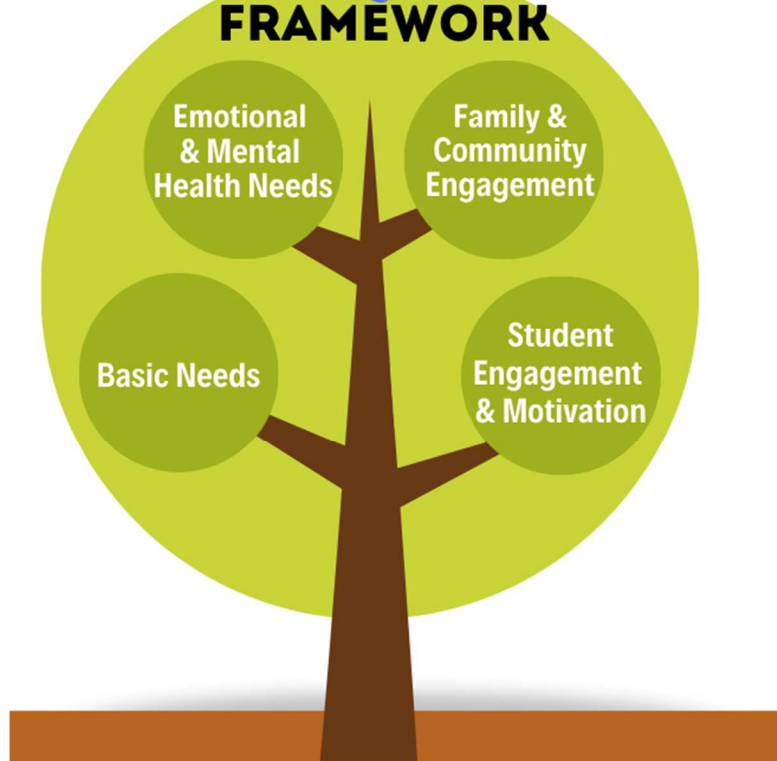 FRAMEWORK
Emotional
& Mental
Health Needs
Family &
Community
Engagement
Basic Needs
Student
Engagement
& Motivation